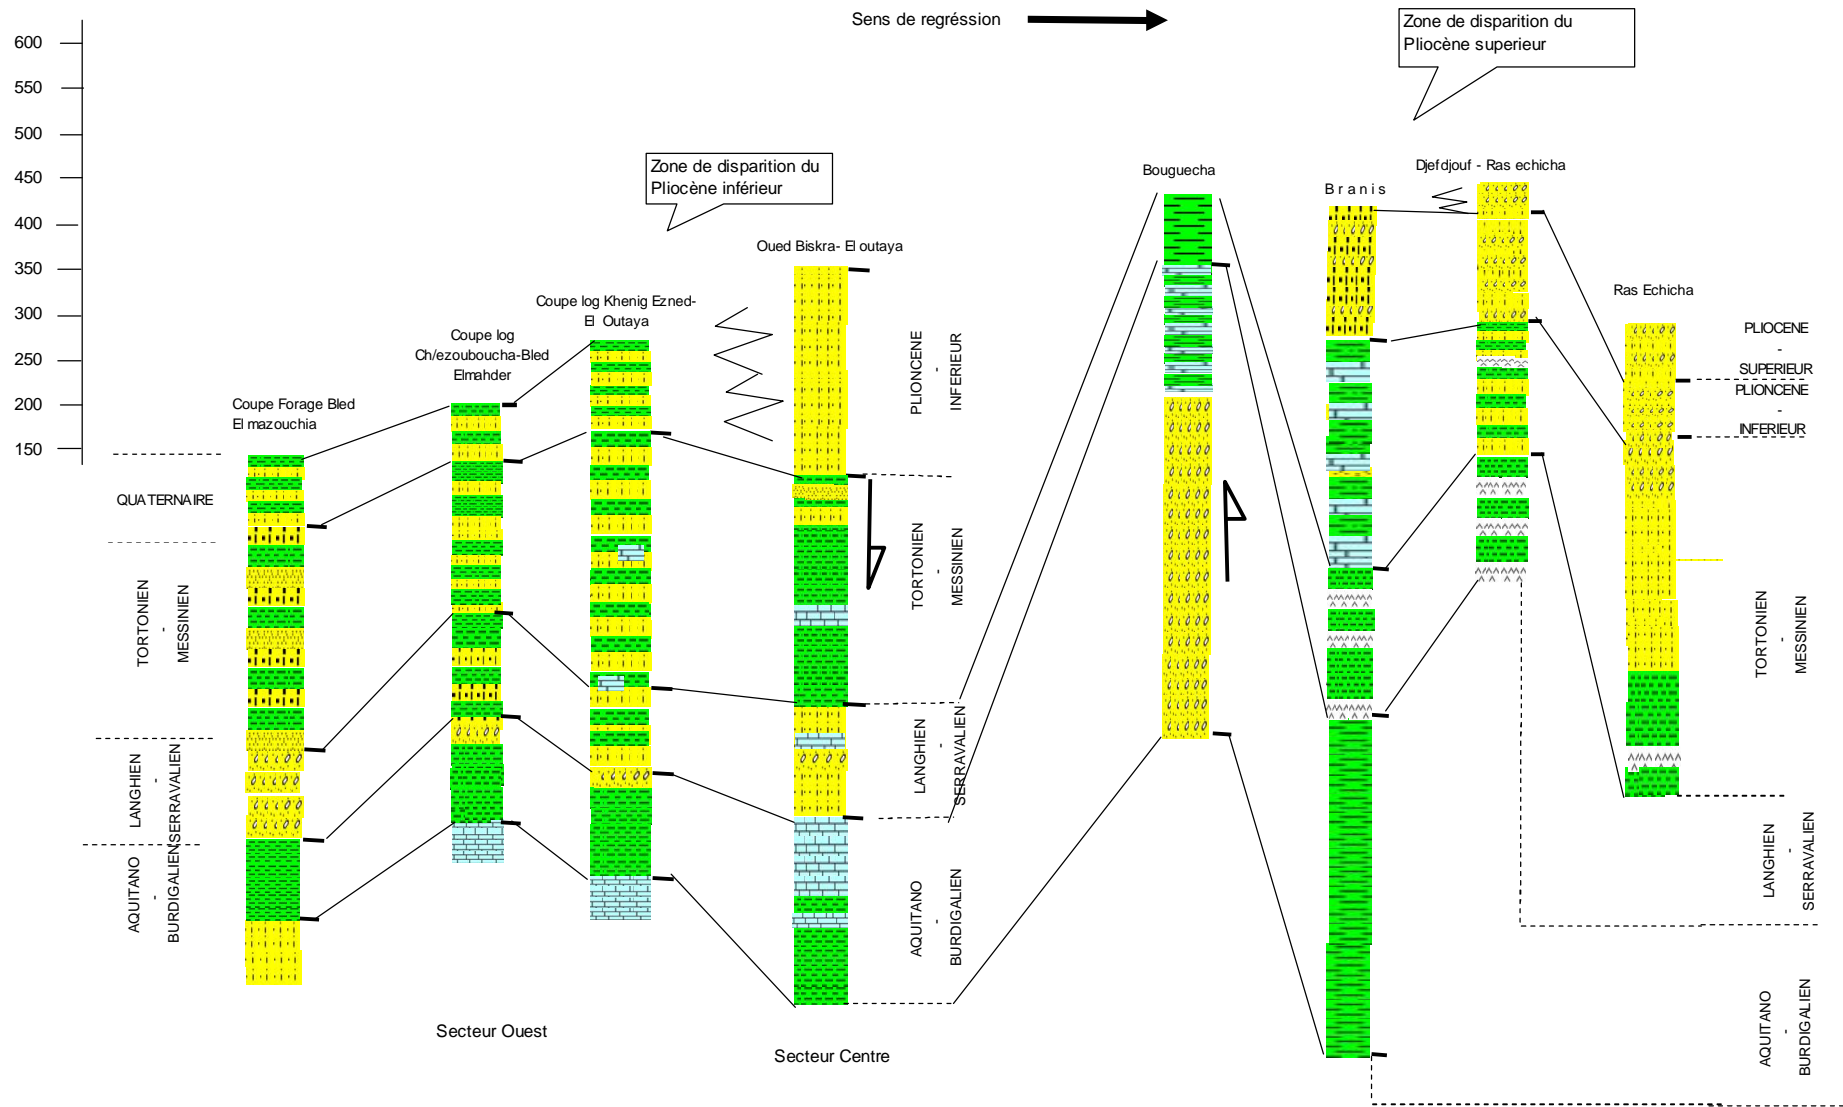 Sens de regréssion
Zone de disparition du
Pliocène superieur
600
550
500
450
400
350
300
250
200
150
Zone de disparition du
Pliocène inférieur
Bouguecha
Branis
Djefdjouf - Ras echicha
Oued Biskra- El outaya
Coupe log Khenig Ezned-
El Outaya
Ras Echicha
Coupe log
Ch/ezouboucha-Bled
Elmahder
Coupe Forage Bled
El mazouchia
QUATERNAIRE
TORTONIEN
-
MESSINIEN
LANGHIEN
-
SERRAVALIEN
AQUITANO
-
BURDIGALIEN
PLIONCENE
-
INFERIEUR
TORTONIEN
-
MESSINIEN
LANGHIEN
-
SERRAVALIEN
AQUITANO
-
BURDIGALIEN
PLIOCENE
-
SUPERIEUR
PLIONCENE
-
INFERIEUR
TORTONIEN
-
MESSINIEN
LANGHIEN
-
SERRAVALIEN
AQUITANO
-
BURDIGALIEN
Secteur Ouest
Secteur Centre